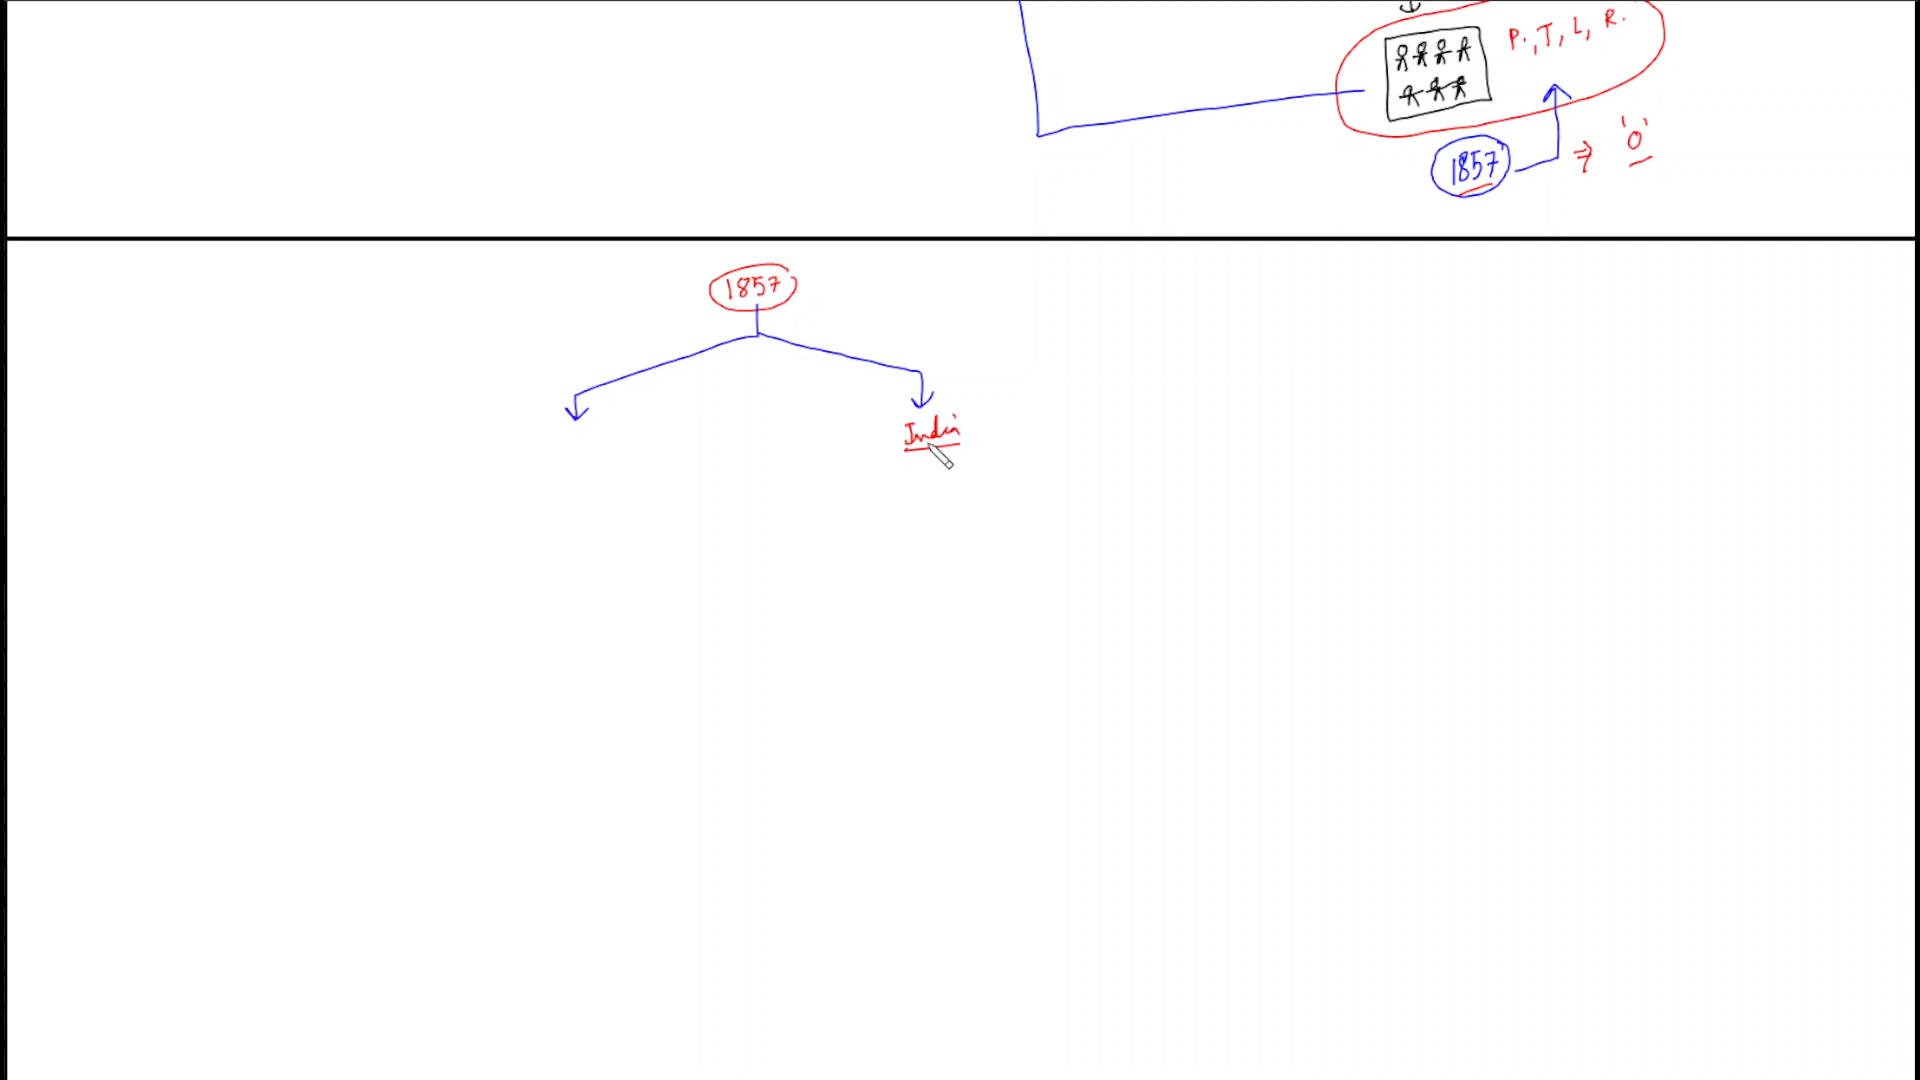 P., T, L, R.
'0'
1857
1857
India